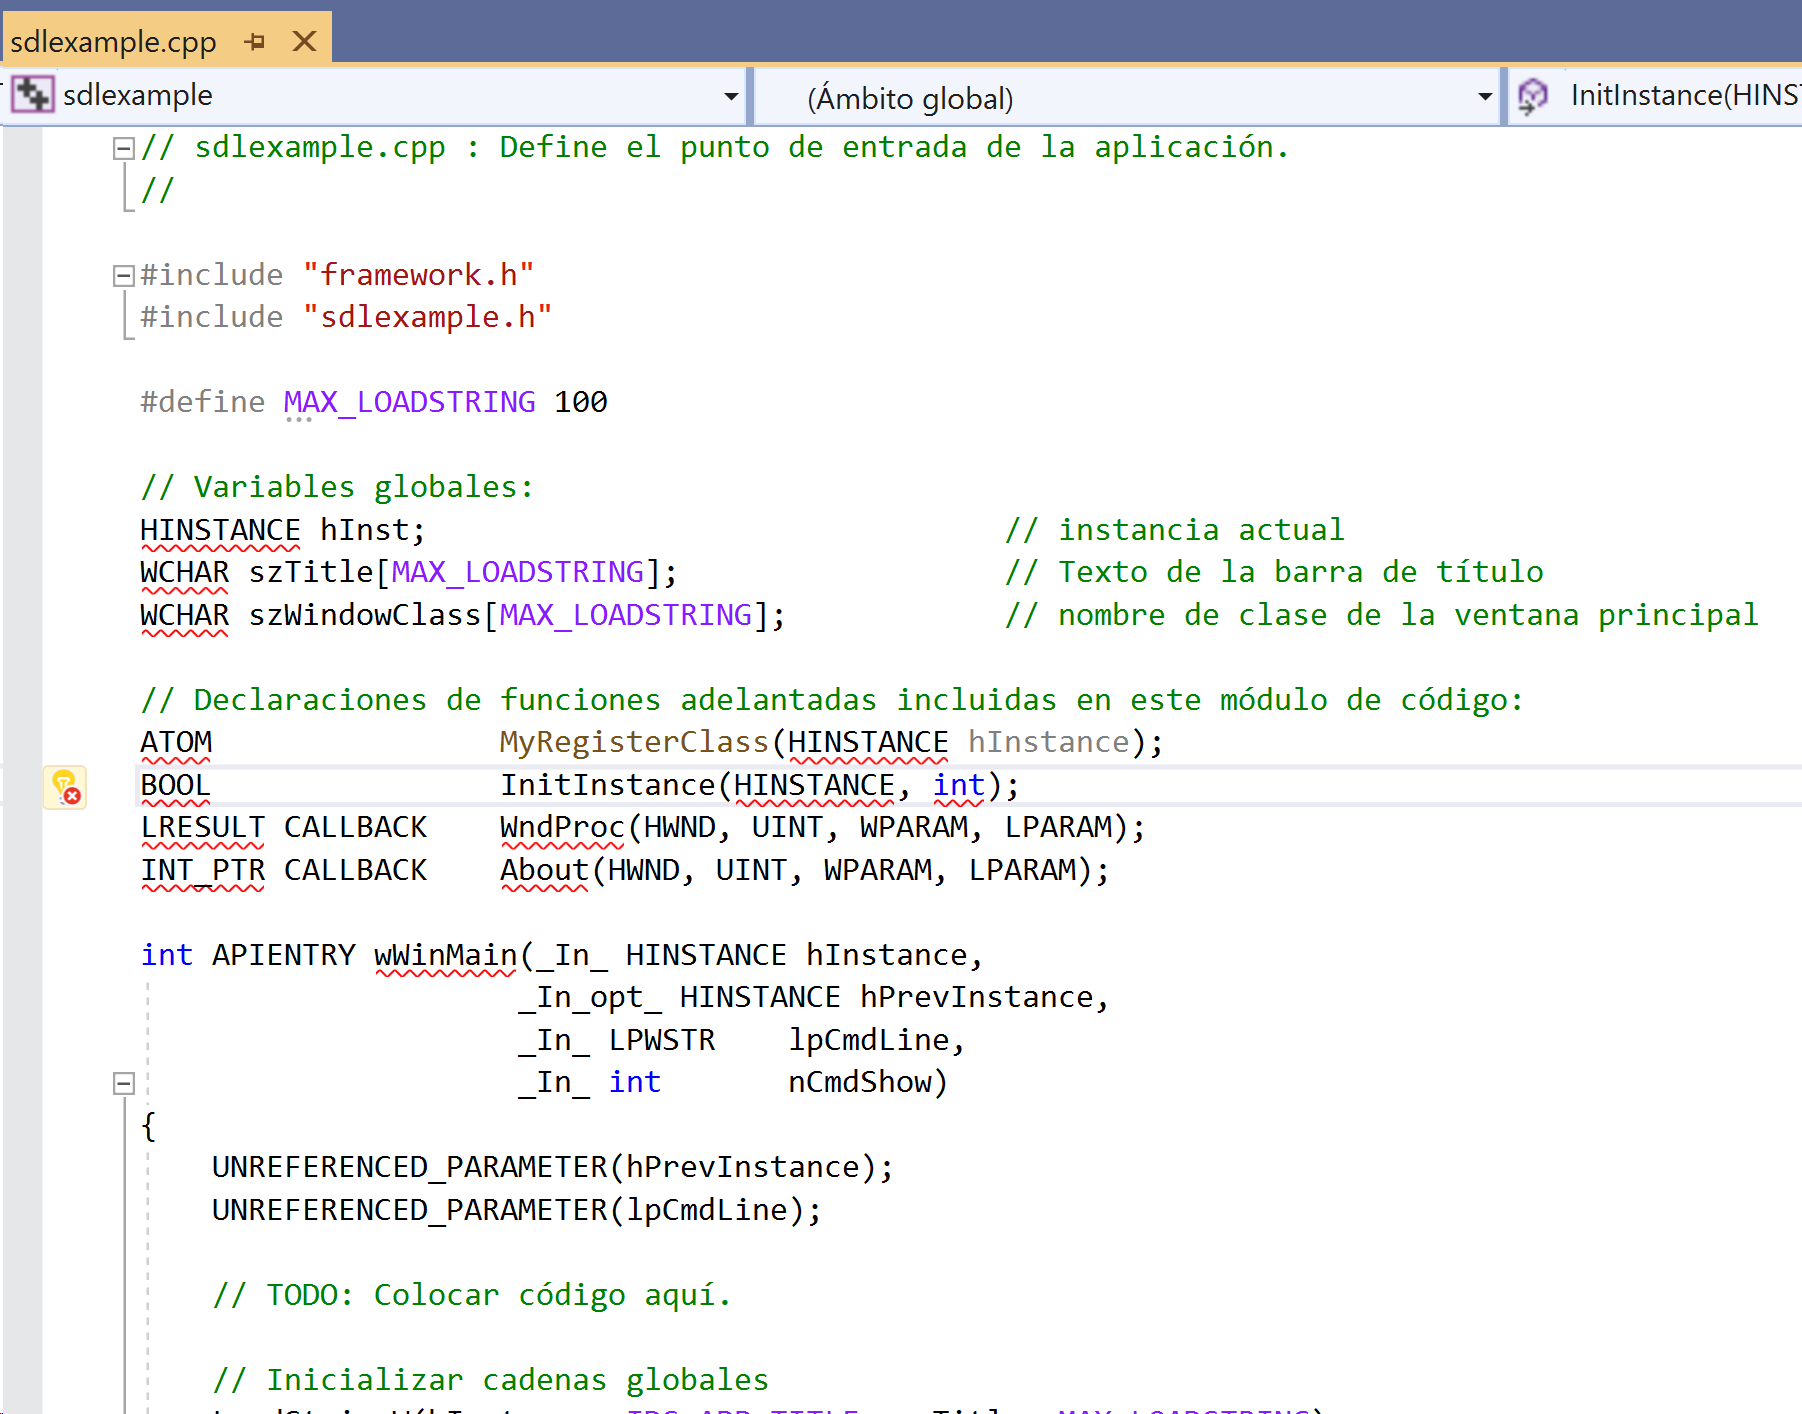 sdlexample.cpp
sdlexample
(Ámbito global)
InitInstance(HINS
// sdlexample.cpp : Define el punto de entrada de la aplicación.
//
#include "framework.h"
#include "sdlexample.h"
#define MAX_LOADSTRING 100
// Variables globales:
HINSTANCE hInst; // instancia actual
WCHAR szTitle[MAX_LOADSTRING]; // Texto de la barra de título
WCHAR szWindowClass[MAX_LOADSTRING]; // nombre de clase de la ventana principal
// Declaraciones de funciones adelantadas incluidas en este módulo de código:
ATOM MyRegisterClass(HINSTANCE hInstance);
BOOL InitInstance(HINSTANCE, int);
LRESULT CALLBACK WndProc(HWND, UINT, WPARAM, LPARAM);
INT_PTR CALLBACK About(HWND, UINT, WPARAM, LPARAM);
int APIENTRY wWinMain(_In_ HINSTANCE hInstance,
_In_opt_ HINSTANCE hPrevInstance,
_In_ LPWSTR lpCmdLine,
_In_ int nCmdShow)
{
UNREFERENCED_PARAMETER(hPrevInstance);
UNREFERENCED_PARAMETER(lpCmdLine);
// TODO: Colocar código aquí.
// Inicializar cadenas globales